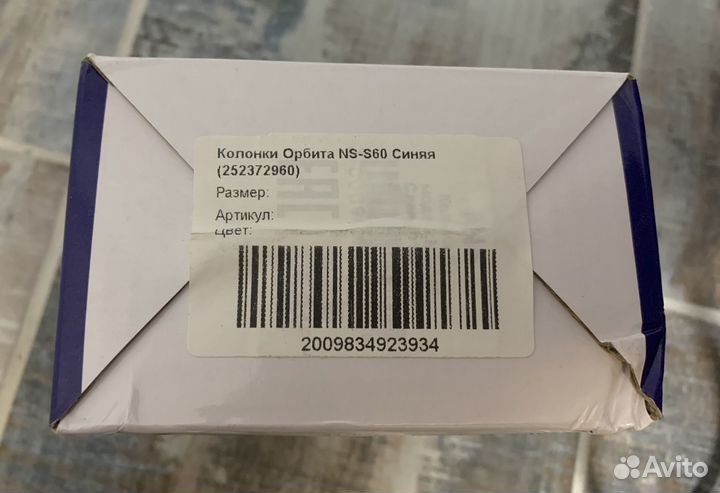 Колонки Орбита NS-S60 Синяя
(252372960)
Размер:
Артикул:
Цвет:
2009834923934
Avito